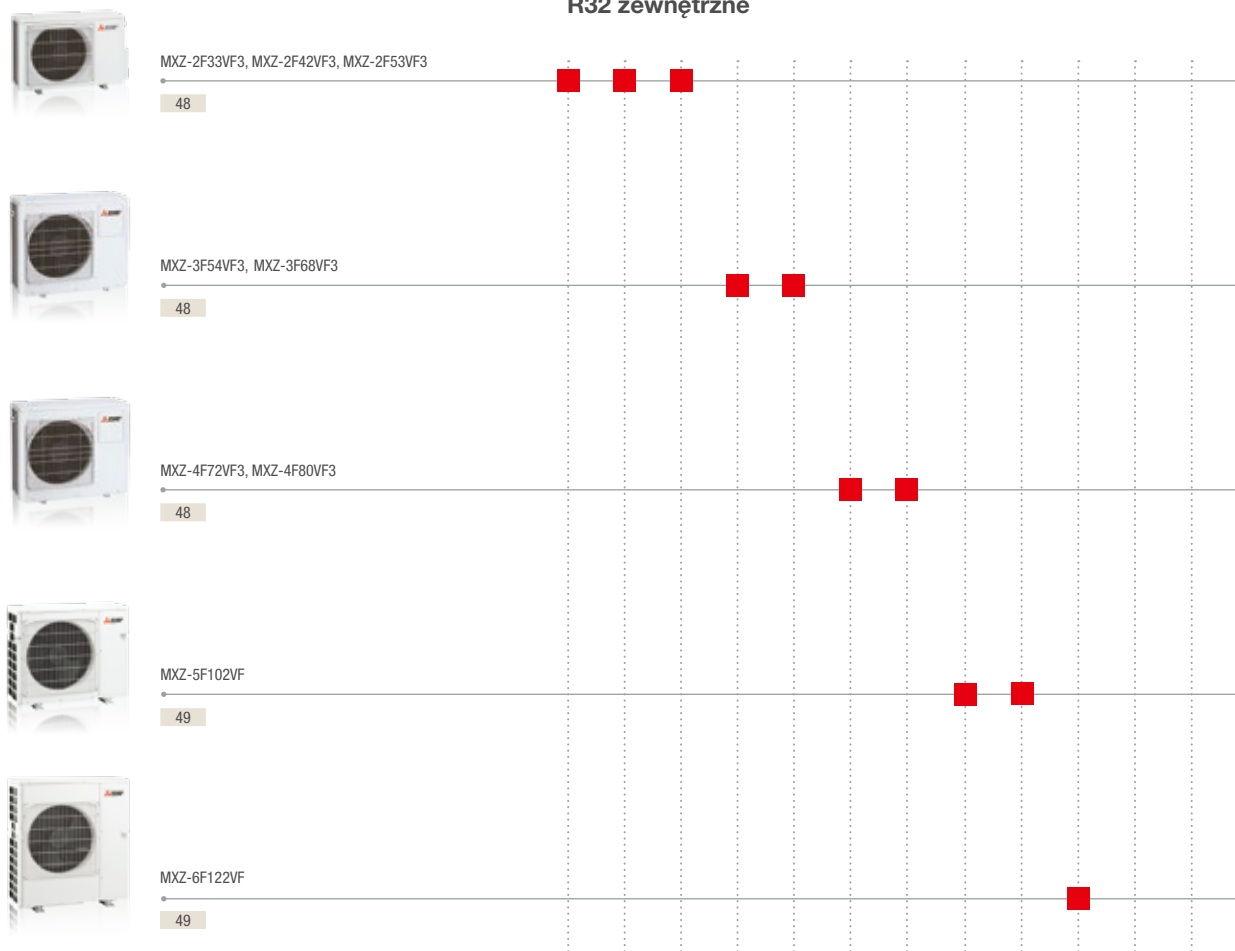 R32 zewnętrzne
MXZ-2F33VF3, MXZ-2F42VF3, MXZ-2F53VF3
48
MXZ-3F54VF3, MXZ-3F68VF3
48
MXZ-4F72VF3, MXZ-4F80VF3
48
MXZ-5F102VF
49
MXZ-6F122VF
49